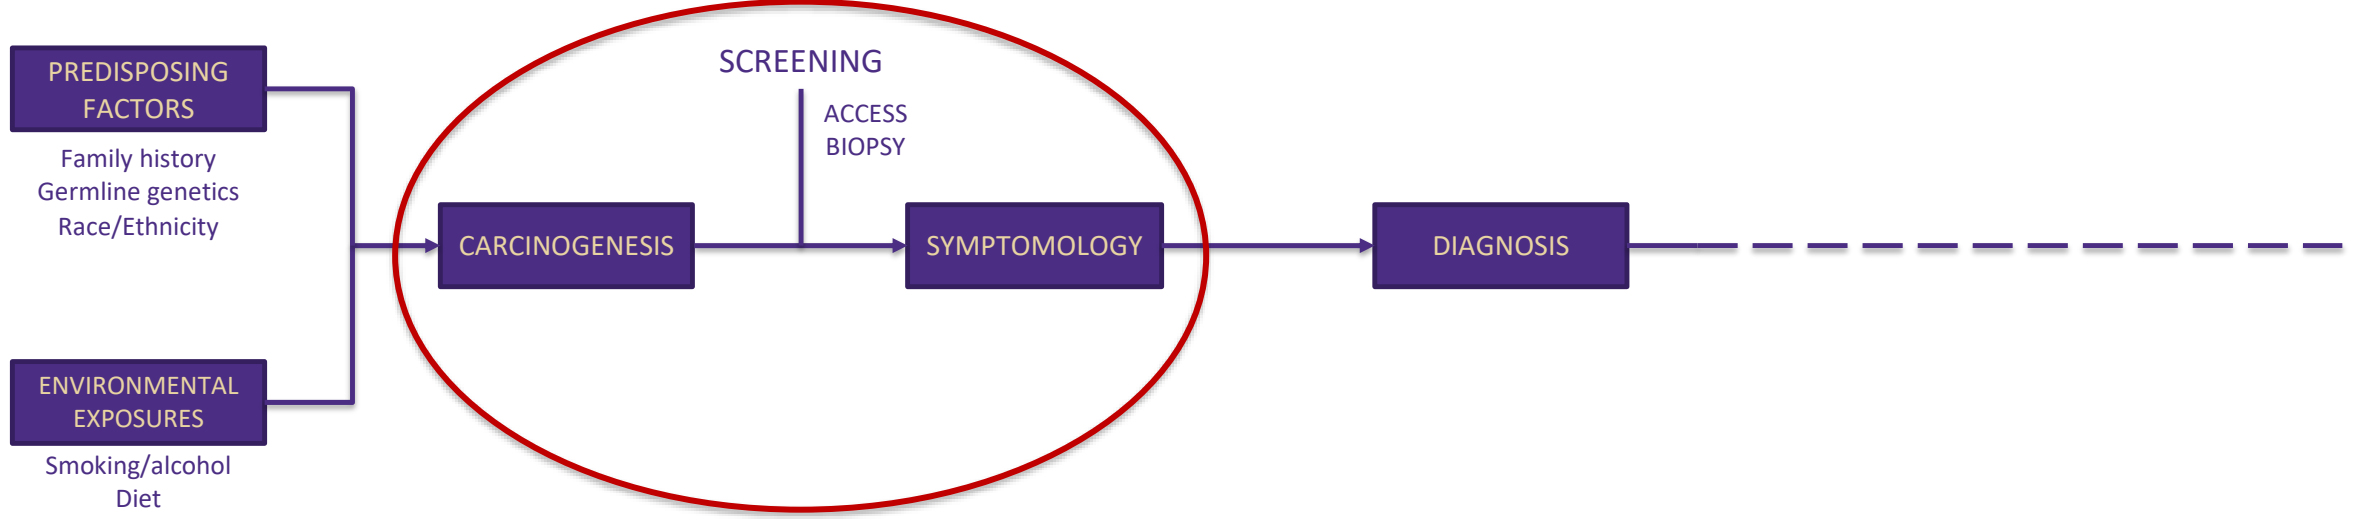 PREDISPOSING
FACTORS
Family history
Germline genetics
Race/Ethnicity
ENVIRONMENTAL
EXPOSURES
Smoking/alcohol
Diet
CARCINOGENESIS
SCREENING
ACCESS
BIOPSY
SYMPTOMOLOGY
DIAGNOSIS